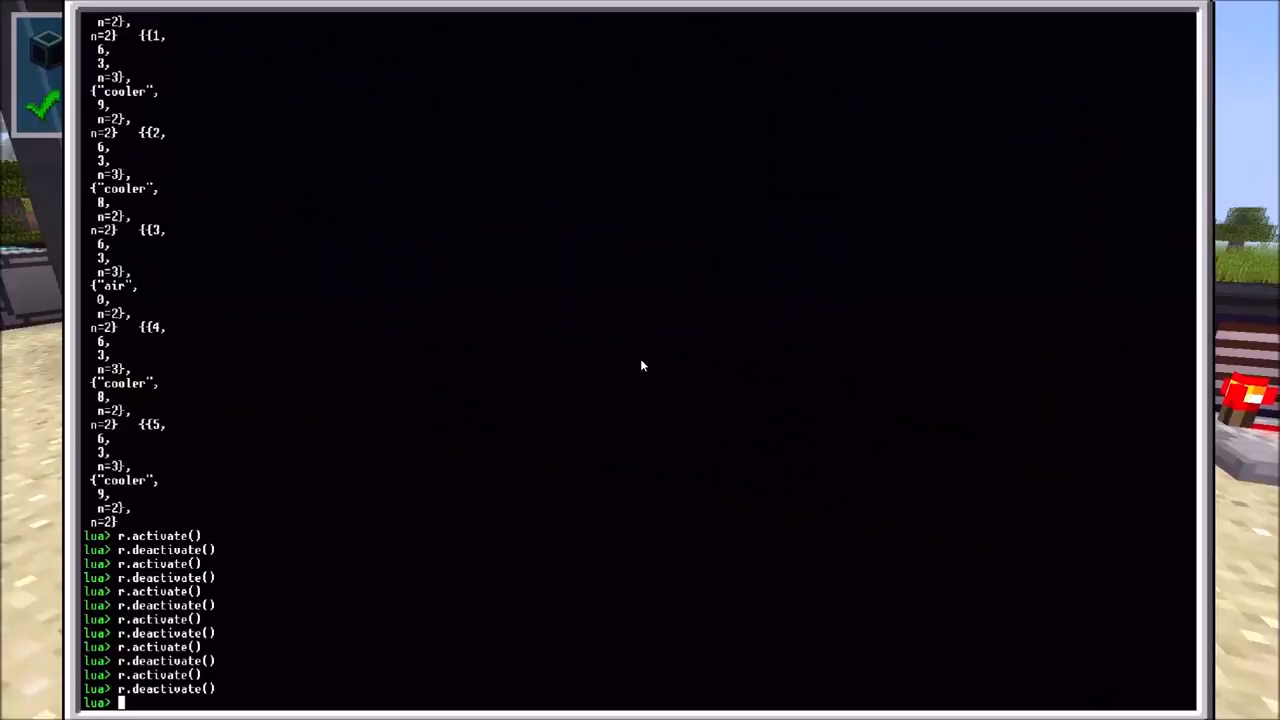 n=2},
n=2}   {{1,
6,
3,
n=3},
{"cooler",
9,
n=2},
n=2}   {{2,
6,
3,
n=3},
{"cooler",
8,
n=2},
n=2}   {{3,
6,
3,
n=3},
{"air",
0,
n=2},
n=2}   {{4,
6,
3,
n=3},
{"cooler",
8,
n=2},
n=2}   {{5,
6,
3,
n=3},
{"cooler",
9,
n=2},
n=2}
lua> r.activate()
lua> r.deactivate()
lua> r.activate()
lua> r.deactivate()
lua> r.activate()
lua> r.deactivate()
lua> r.activate()
lua> r.deactivate()
lua> r.activate()
lua> r.deactivate()
lua> r.activate()
lua> r.deactivate()
lua>